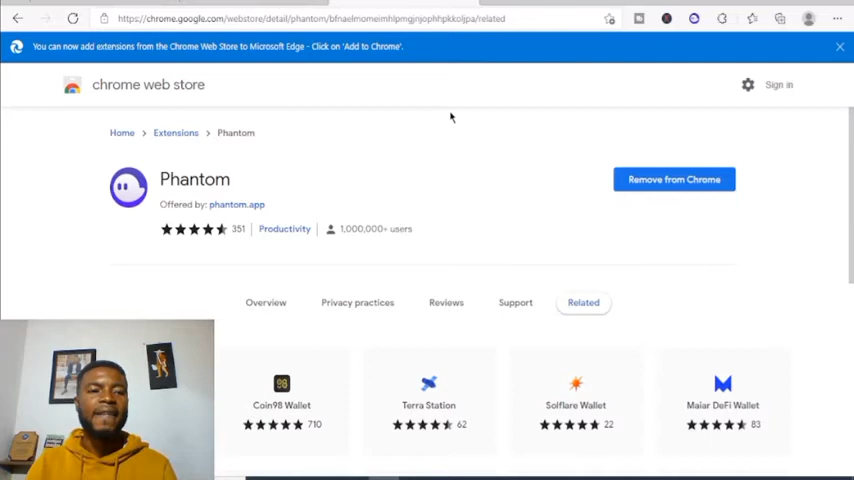 https://chrome.google.com/webstore/detail/phantom/bfnaelmomeimhlpmgjnjophhpkkoljpa/related
You can now add extensions from the Chrome Web Store to Microsoft Edge - Click on 'Add to Chrome'.
chrome web store
Sign in
Home
Extensions
Phantom
Phantom
Remove from Chrome
Offered by: phantom.app
351
Productivity
1,000,000+ users
Overview
Privacy practices
Reviews
Support
Related
Coin98 Wallet
Terra Station
Solflare Wallet
Maiar DeFi Wallet
710
62
22
83